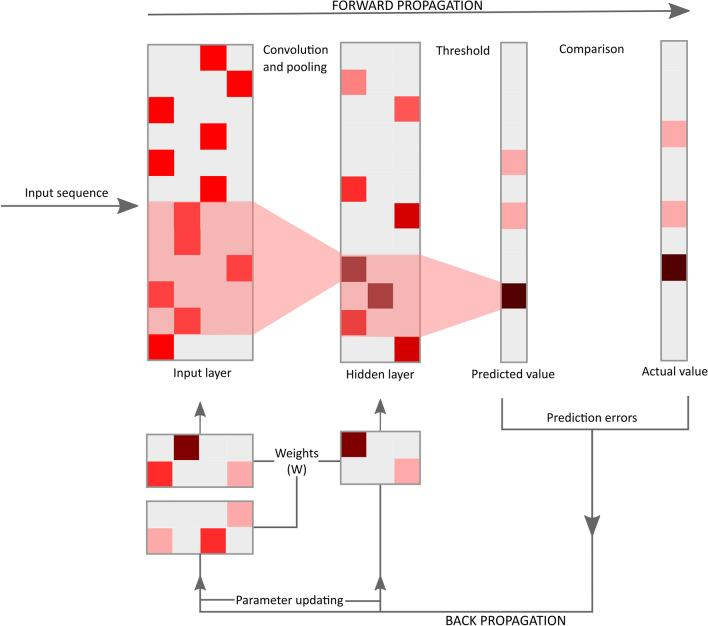 FORWARD PROPAGATION
Convolution
and pooling
Threshold
Comparison
Input sequence
Input layer
Hidden layer
Predicted value
Actual value
Prediction errors
Weights
(W)
Parameter updating
BACK PROPAGATION